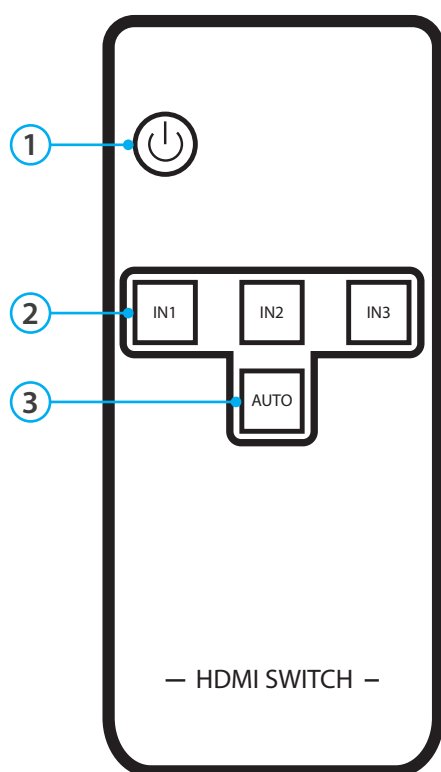 1
2 IN1 IN2 IN3
3 AUTO
– HDMI SWITCH –